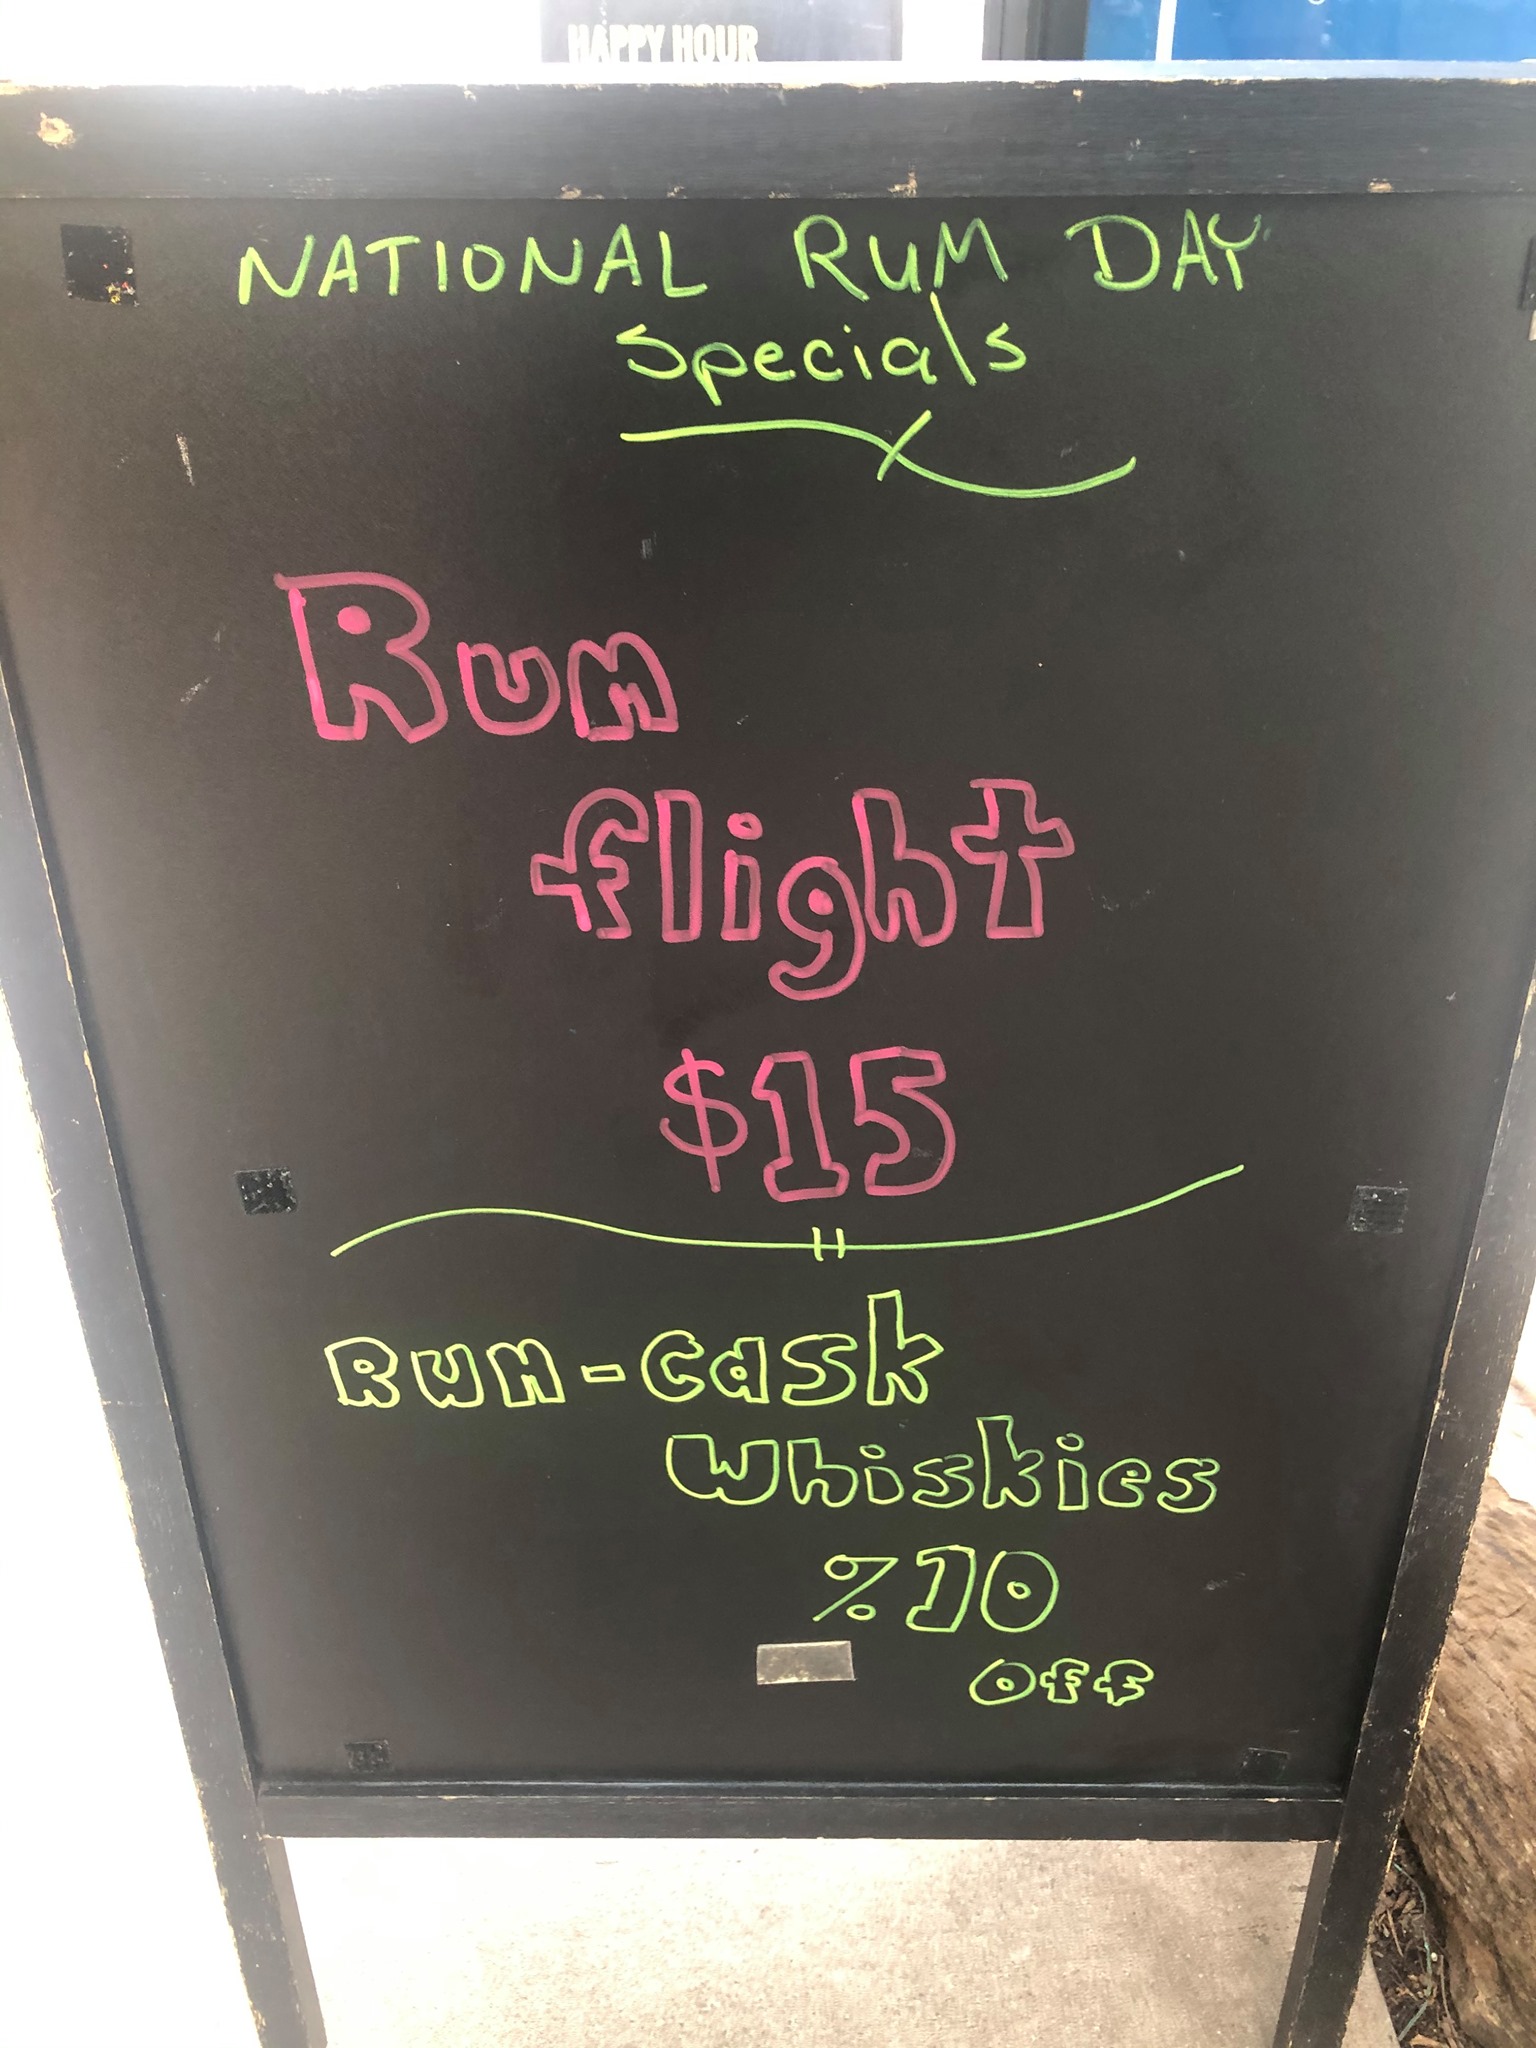 HAPPY HOUR
NATIONAL RUM DAY
Specials
Rum
flight
$15
Rum-Cask
Whiskies
%10
Off